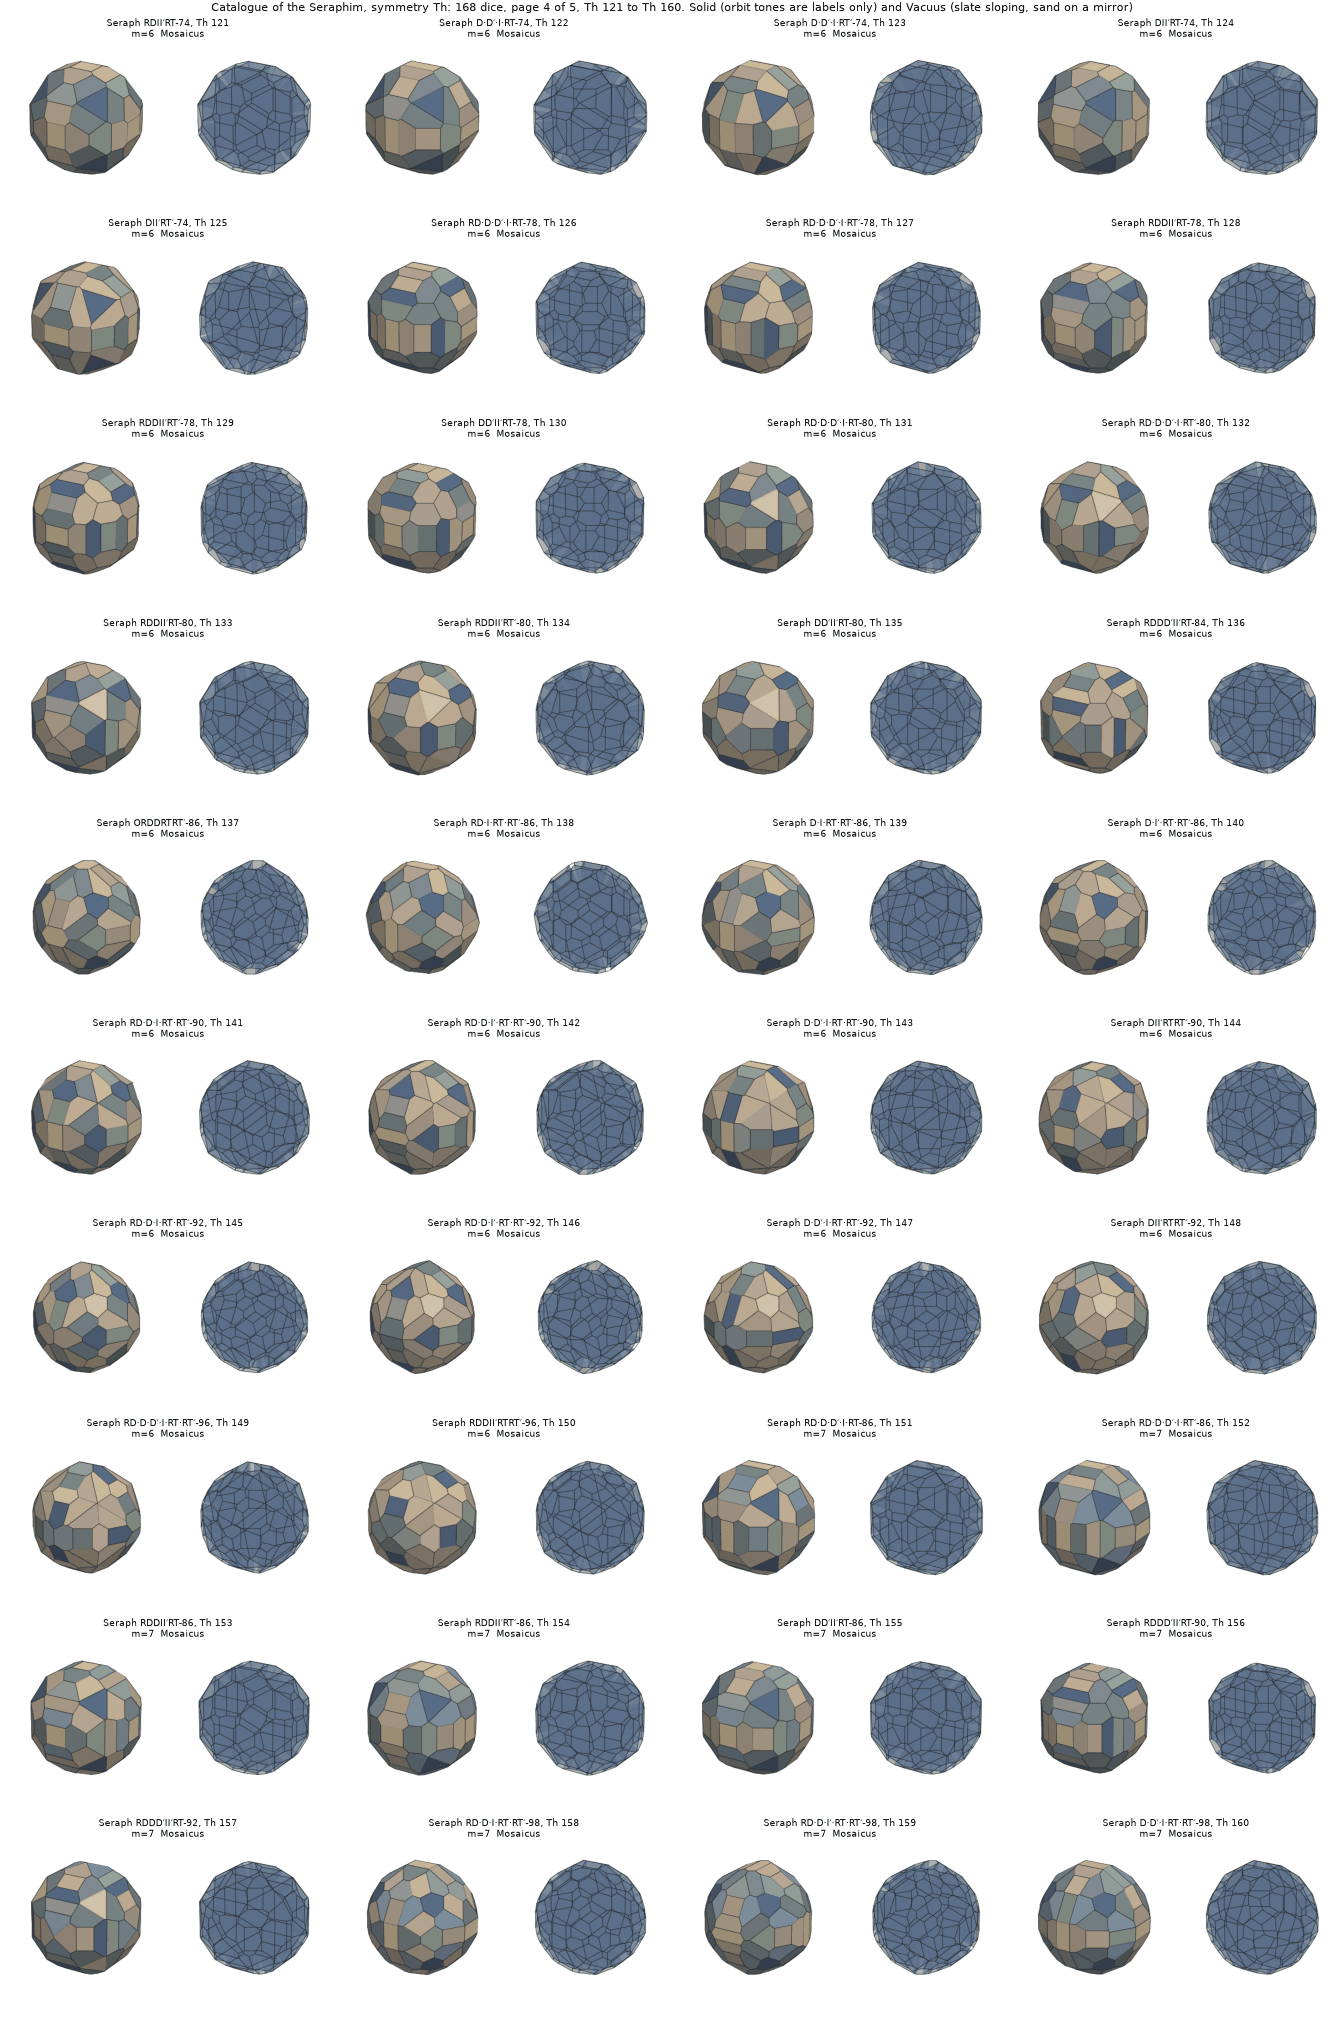 Catalogue of the Seraphim, symmetry Th: 168 dice, page 4 of 5, Th 121 to Th 160. Solid (orbit tones are labels only) and Vacuus (slate sloping, sand on a mirror)
Seraph RDII′RT-74, Th 121
m=6 Mosaicus
Seraph D·D′·I·RT-74, Th 122
m=6 Mosaicus
Seraph D·D′·I·RT′-74, Th 123
m=6 Mosaicus
Seraph DII′RT-74, Th 124
m=6 Mosaicus
Seraph DII′RT′-74, Th 125
m=6 Mosaicus
Seraph RD·D·D′·I·RT-78, Th 126
m=6 Mosaicus
Seraph RD·D·D′·I·RT′-78, Th 127
m=6 Mosaicus
Seraph RDDII′RT-78, Th 128
m=6 Mosaicus
Seraph RDDII′RT′-78, Th 129
m=6 Mosaicus
Seraph DD′II′RT-78, Th 130
m=6 Mosaicus
Seraph RD·D·D′·I·RT-80, Th 131
m=6 Mosaicus
Seraph RD·D·D′·I·RT′-80, Th 132
m=6 Mosaicus
Seraph RDDII′RT-80, Th 133
m=6 Mosaicus
Seraph RDDII′RT′-80, Th 134
m=6 Mosaicus
Seraph DD′II′RT-80, Th 135
m=6 Mosaicus
Seraph RDDD′II′RT-84, Th 136
m=6 Mosaicus
Seraph ORDDRTRT′-86, Th 137
m=6 Mosaicus
Seraph RD·I·RT·RT′-86, Th 138
m=6 Mosaicus
Seraph D·I·RT·RT′-86, Th 139
m=6 Mosaicus
Seraph D·I′·RT·RT′-86, Th 140
m=6 Mosaicus
Seraph RD·D·I·RT·RT′-90, Th 141
m=6 Mosaicus
Seraph RD·D·I′·RT·RT′-90, Th 142
m=6 Mosaicus
Seraph D·D′·I·RT·RT′-90, Th 143
m=6 Mosaicus
Seraph DII′RTRT′-90, Th 144
m=6 Mosaicus
Seraph RD·D·I·RT·RT′-92, Th 145
m=6 Mosaicus
Seraph RD·D·I′·RT·RT′-92, Th 146
m=6 Mosaicus
Seraph D·D′·I·RT·RT′-92, Th 147
m=6 Mosaicus
Seraph DII′RTRT′-92, Th 148
m=6 Mosaicus
Seraph RD·D·D′·I·RT·RT′-96, Th 149
m=6 Mosaicus
Seraph RDDII′RTRT′-96, Th 150
m=6 Mosaicus
Seraph RD·D·D′·I·RT-86, Th 151
m=7 Mosaicus
Seraph RD·D·D′·I·RT′-86, Th 152
m=7 Mosaicus
Seraph RDDII′RT-86, Th 153
m=7 Mosaicus
Seraph RDDII′RT′-86, Th 154
m=7 Mosaicus
Seraph DD′II′RT-86, Th 155
m=7 Mosaicus
Seraph RDDD′II′RT-90, Th 156
m=7 Mosaicus
Seraph RDDD′II′RT-92, Th 157
m=7 Mosaicus
Seraph RD·D·I·RT·RT′-98, Th 158
m=7 Mosaicus
Seraph RD·D·I′·RT·RT′-98, Th 159
m=7 Mosaicus
Seraph D·D′·I·RT·RT′-98, Th 160
m=7 Mosaicus